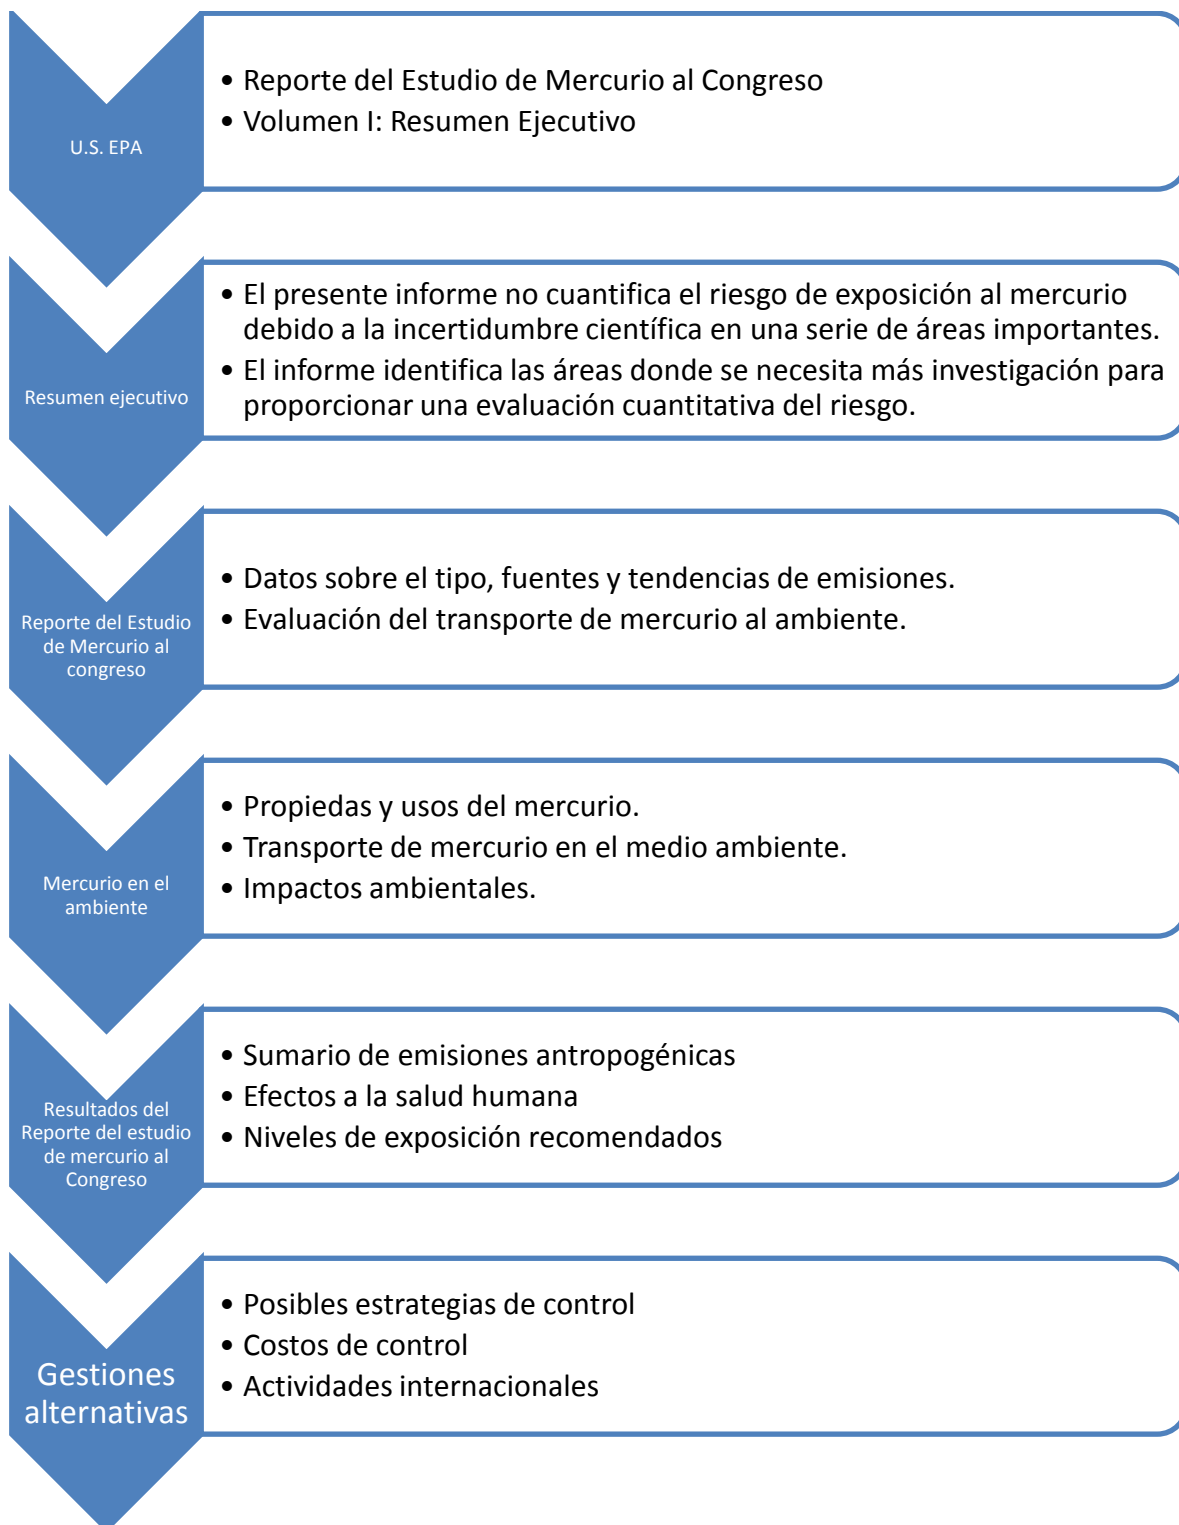 U.S. EPA
• Reporte del Estudio de Mercurio al Congreso
• Volumen I: Resumen Ejecutivo
Resumen ejecutivo
• El presente informe no cuantifica el riesgo de exposición al mercurio
debido a la incertidumbre científica en una serie de áreas importantes.
• El informe identifica las áreas donde se necesita más investigación para
proporcionar una evaluación cuantitativa del riesgo.
Reporte del Estudio
de Mercurio al
congreso
• Datos sobre el tipo, fuentes y tendencias de emisiones.
• Evaluación del transporte de mercurio al ambiente.
Mercurio en el
ambiente
• Propiedas y usos del mercurio.
• Transporte de mercurio en el medio ambiente.
• Impactos ambientales.
Resultados del
Reporte del estudio
de mercurio al
Congreso
• Sumario de emisiones antropogénicas
• Efectos a la salud humana
• Niveles de exposición recomendados
Gestiones
alternativas
• Posibles estrategias de control
• Costos de control
• Actividades internacionales